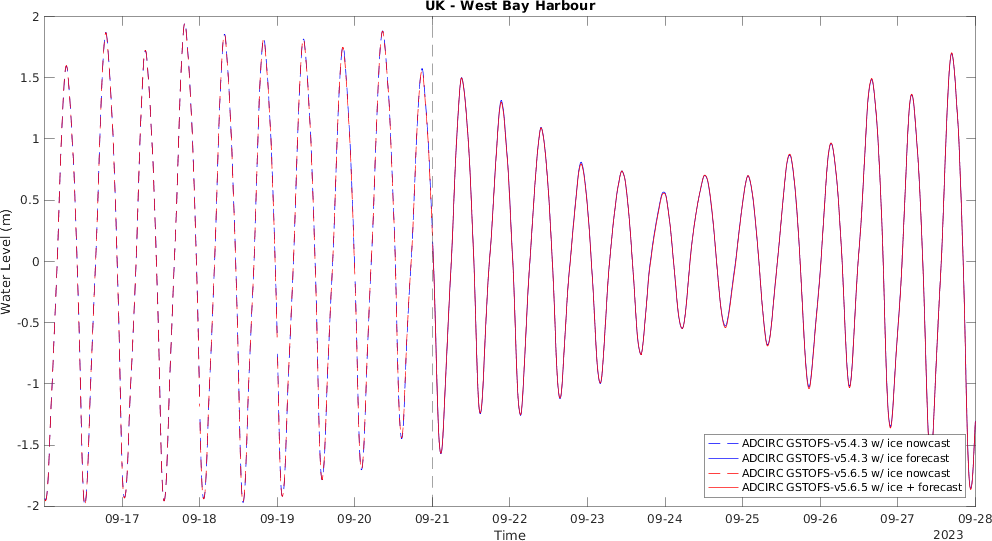 UK - West Bay Harbour
2
1.5
1
0.5
0
-0.5
-1
-1.5
-2
Water Level (m)
ADCIRC GSTOFS-v5.4.3 w/ ice nowcast
ADCIRC GSTOFS-v5.4.3 w/ ice forecast
ADCIRC GSTOFS-v5.6.5 w/ ice nowcast
ADCIRC GSTOFS-v5.6.5 w/ ice + forecast
09-17 09-18 09-19 09-20 09-21 09-22 09-23 09-24 09-25 09-26 09-27 09-28
Time
2023